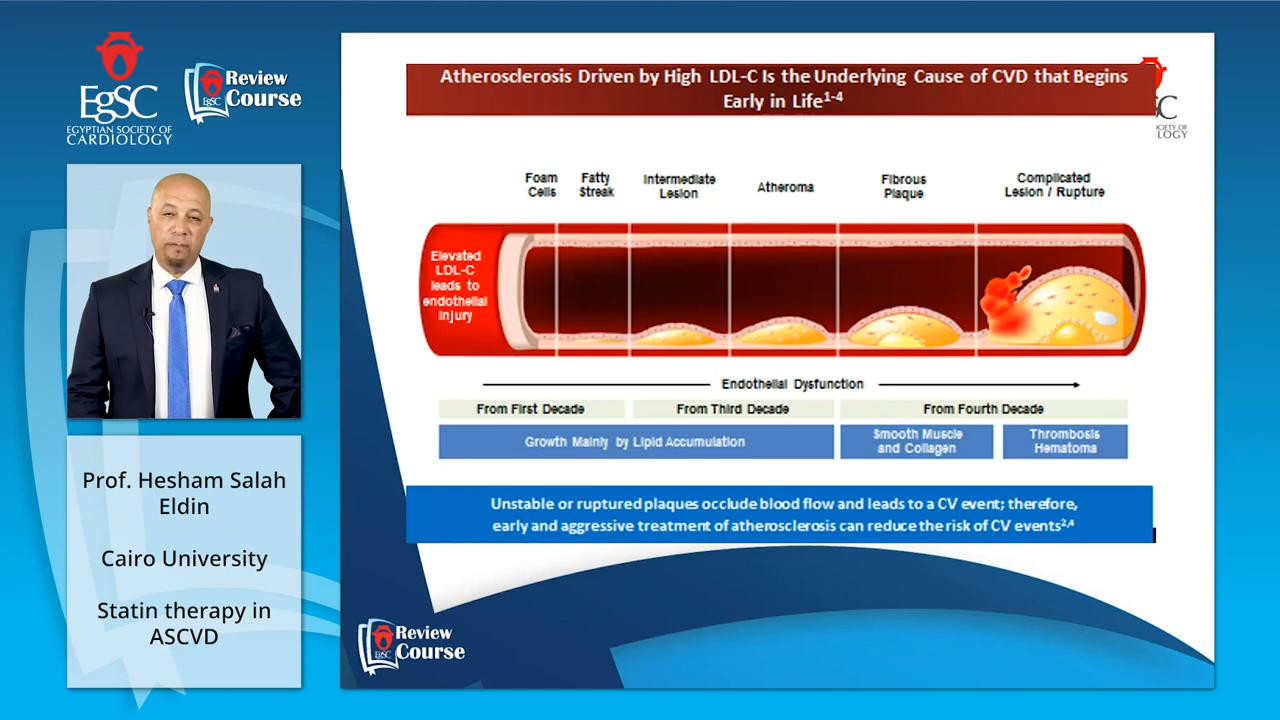 EgSC
EGYPTIAN SOCIETY OF
CARDIOLOGY
EgSC
Review
Course
Prof. Hesham Salah
Eldin
Cairo University
Statin therapy in
ASCVD
Atherosclerosis Driven by High LDL-C Is the Underlying Cause of CVD that Begins
Early in Life1-4
SC
CIETY OF
LOGY
Foam
Cells
Fatty
Streak
Intermediate
Lesion
Atheroma
Fibrous
Plaque
Complicated
Lesion / Rupture
Elevated
LDL-C
leads to
endothelial
injury
Endothelial Dysfunction
From First Decade
From Third Decade
From Fourth Decade
Growth Mainly by Lipid Accumulation
Smooth Muscle
and Collagen
Thrombosis
Hematoma
Unstable or ruptured plaques occlude blood flow and leads to a CV event; therefore,
early and aggressive treatment of atherosclerosis can reduce the risk of CV events2,4
EgSC
Review
Course